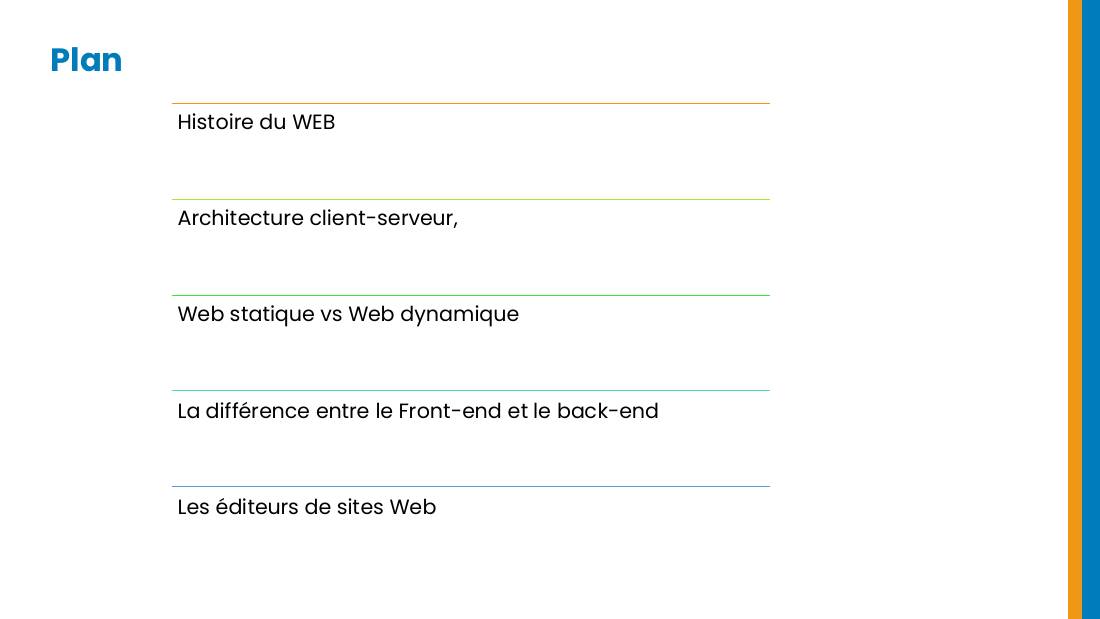 Plan
Histoire du WEB
Architecture client-serveur,
Web statique vs Web dynamique
La différence entre le Front-end et le back-end
Les éditeurs de sites Web